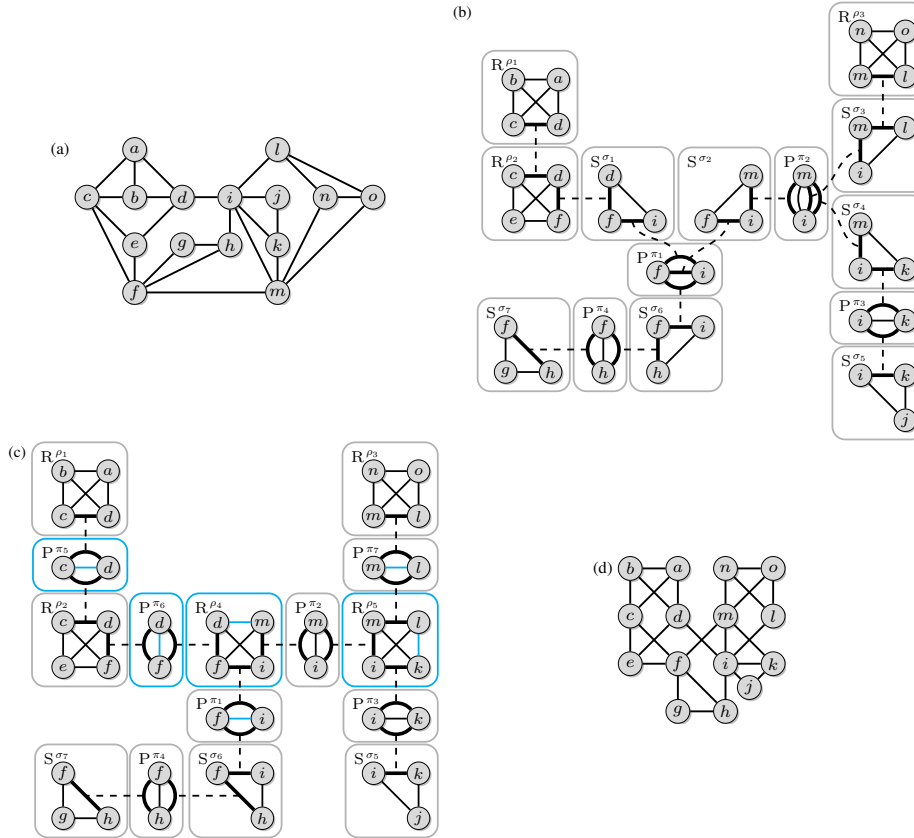 (a)
a
l
c
b
d
i
j
n
o
e
g
h
k
f
m
(b)
R^ρ1
b
a
c
d
R^ρ2
c
d
e
f
S^σ1
d
f
i
S^σ2
m
f
i
P^π2
m
i
R^ρ3
n
o
m
l
S^σ3
m
l
i
S^σ4
m
i
k
P^π1
f
i
P^π3
i
k
S^σ7
f
g
h
P^π4
f
h
S^σ6
f
i
h
S^σ5
i
k
j
(c)
R^ρ1
b
a
c
d
R^ρ3
n
o
m
l
P^π5
c
d
P^π7
m
l
R^ρ2
c
d
e
f
P^π6
d
f
R^ρ4
d
m
f
i
P^π2
m
i
R^ρ5
m
l
i
k
P^π1
f
i
P^π3
i
k
S^σ7
f
g
h
P^π4
f
h
S^σ6
f
i
h
S^σ5
i
k
j
(d)
b
a
n
o
c
d
m
l
e
f
i
k
j
g
h